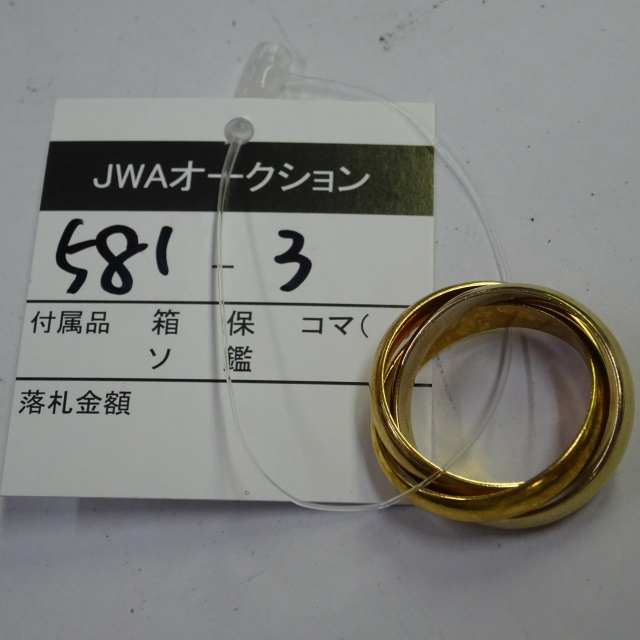 JWAオークション
581-3
付属品 箱 保 コマ(
ソ 鑑
落札金額